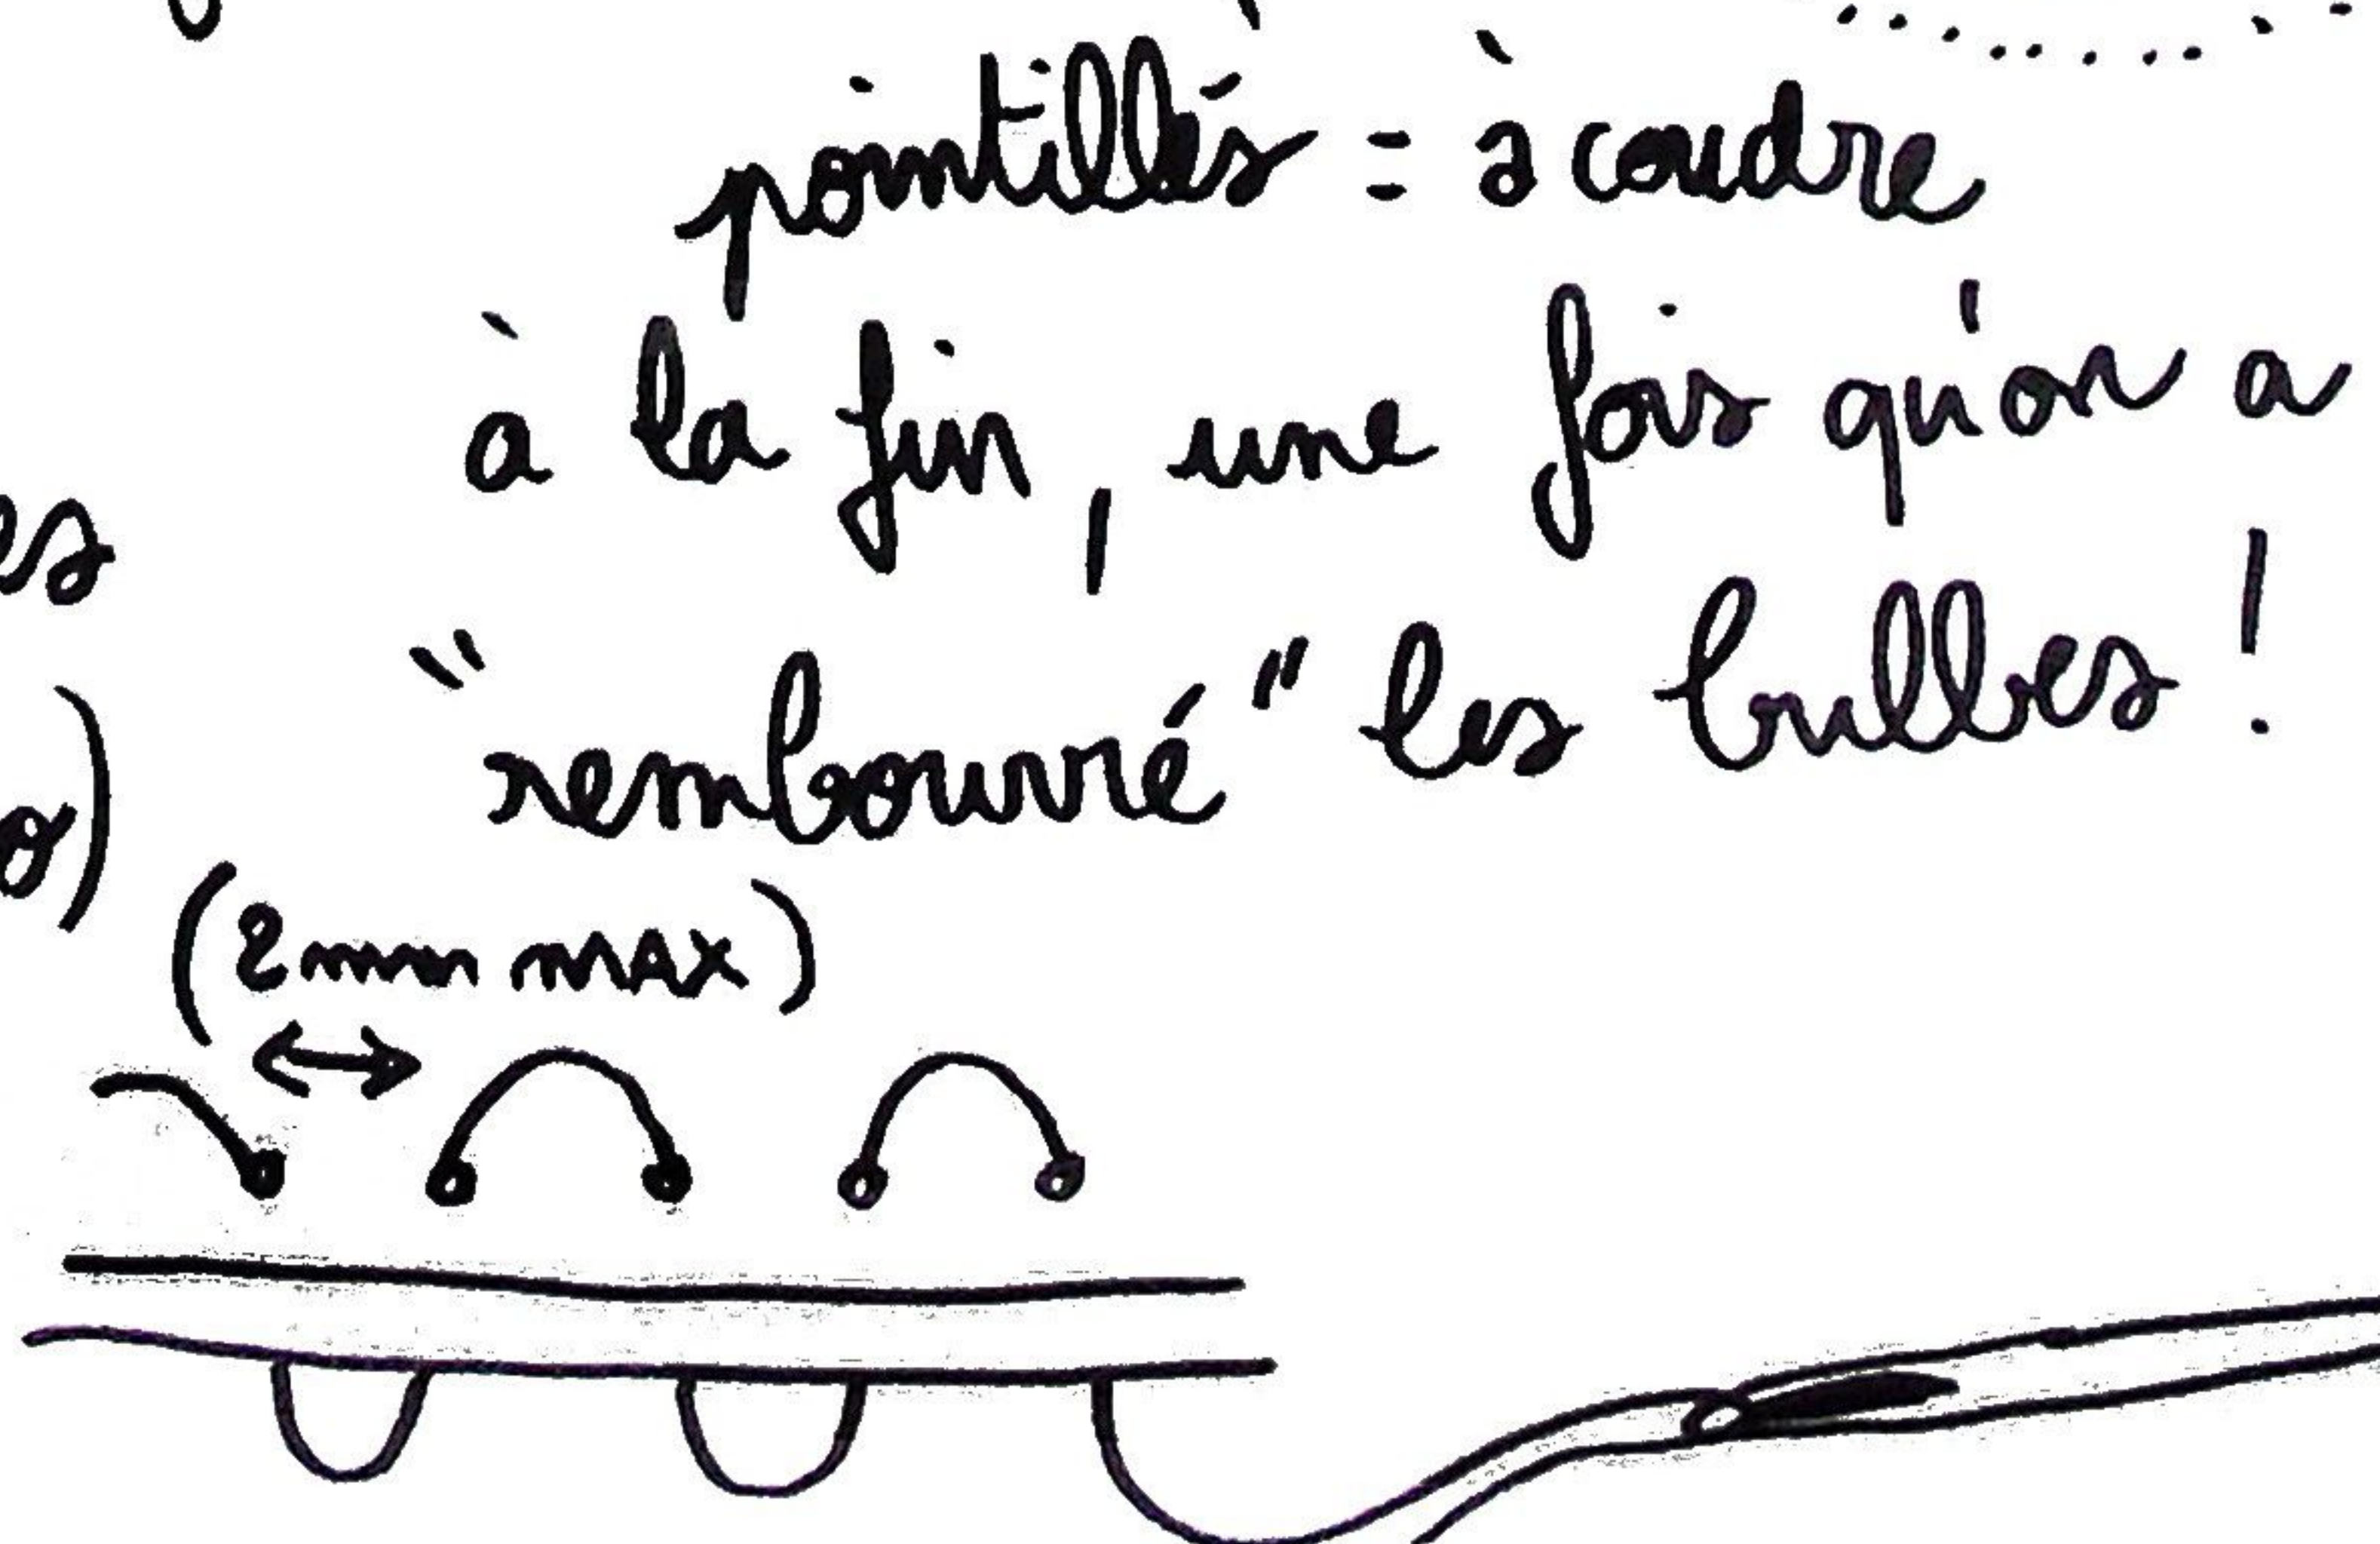 pointillés = à coudre
à la fin, une fois qu'on a
"rembourré" les bulles !
(2mm MAX)